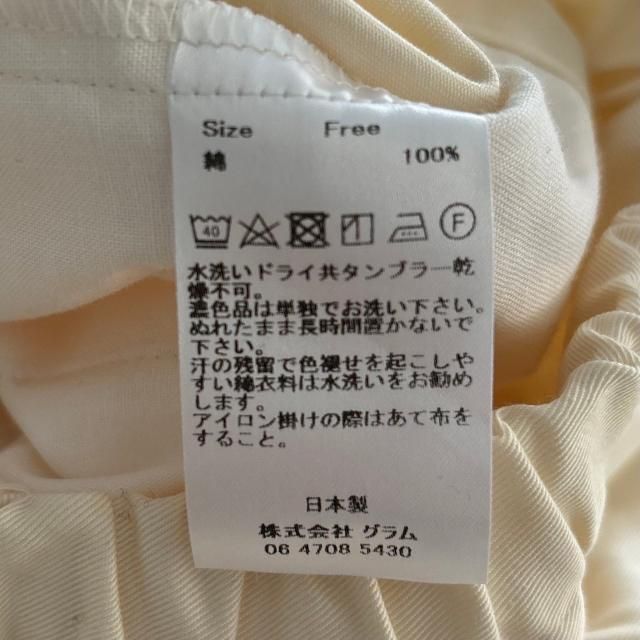 Size Free
綿 100%
40 F
水洗いドライ共タンブラー乾
燥不可。
濃色品は単独でお洗い下さい。
ぬれたまま長時間置かないで
下さい。
汗の残留で色褪せを起こしや
すい綿衣料は水洗いをお勧め
します。
アイロン掛けの際はあて布を
すること。
日本製
株式会社 グラム
06 4708 5430